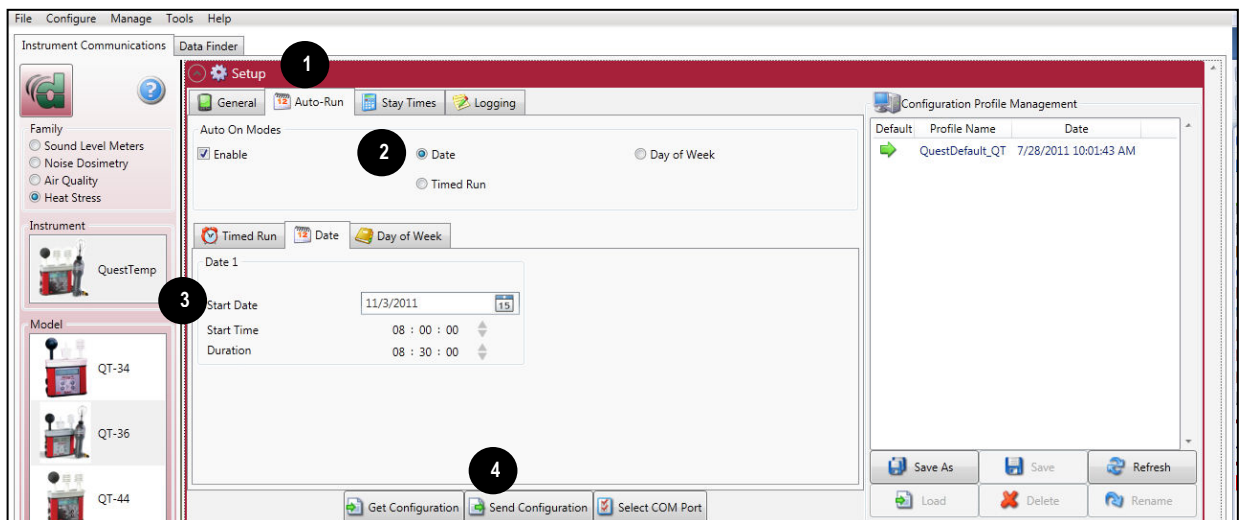 File Configure Manage Tools Help
Instrument Communications Data Finder
1
Setup
General 12 Auto-Run Stay Times Logging
Family
Sound Level Meters
Noise Dosimetry
Air Quality
Heat Stress
Instrument
QuestTemp
Model
QT-34
QT-36
QT-44
Auto On Modes
Enable
2
Date
Day of Week
Timed Run
Timed Run 12 Date Day of Week
Date 1
3
Start Date 11/3/2011 15
Start Time 08 : 00 : 00
Duration 08 : 30 : 00
4
Get Configuration Send Configuration Select COM Port
Configuration Profile Management
Default Profile Name Date
QuestDefault_QT 7/28/2011 10:01:43 AM
Save As Save Refresh
Load Delete Rename